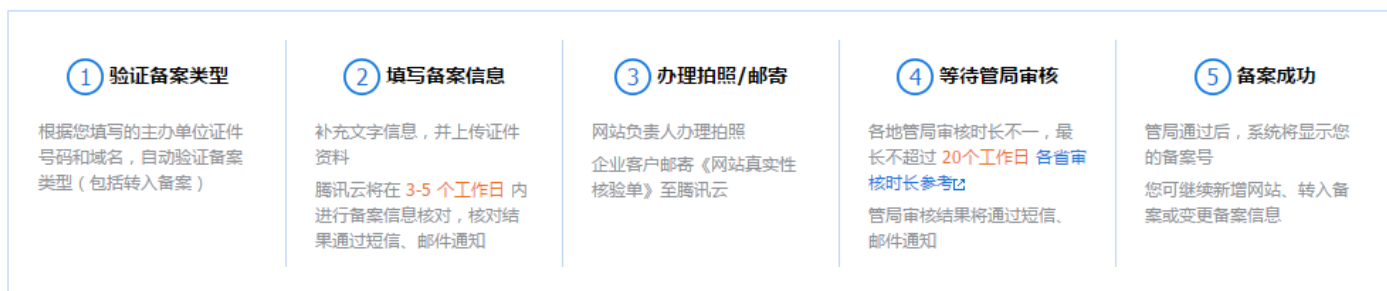 1 验证备案类型
根据您填写的主办单位证件
号码和域名，自动验证备案
类型（包括转入备案）
2 填写备案信息
补充文字信息，并上传证件
资料
腾讯云将在 3-5 个工作日 内
进行备案信息核对，核对结
果通过短信、邮件通知
3 办理拍照/邮寄
网站负责人办理拍照
企业客户邮寄《网站真实性
核验单》至腾讯云
4 等待管局审核
各地管局审核时长不一，最
长不超过 20个工作日 各省审
核时长参考
管局审核结果将通过短信、
邮件通知
5 备案成功
管局通过后，系统将显示您
的备案号
您可继续新增网站、转入备
案或变更备案信息